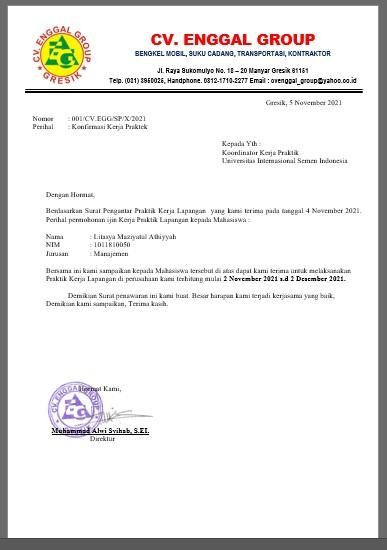 CV. ENGGAL GROUP
GRESIK
EG
CV. ENGGAL GROUP
BENGKEL MOBIL, SUKU CADANG, TRANSPORTASI, KONTRAKTOR
Jl. Raya Sukomulyo No. 18 – 20 Manyar Gresik 61151
Telp. (031) 3950025, Handphone. 0812-1710-2277 Email : cvenggal_group@yahoo.co.id
Gresik, 5 November 2021
Nomor : 001/CV.EGG/SP/X/2021
Perihal : Konfirmasi Kerja Praktek
Kepada Yth :
Koordinator Kerja Praktik
Universitas Internasional Semen Indonesia
Dengan Hormat,
Berdasarkan Surat Pengantar Praktik Kerja Lapangan yang kami terima pada tanggal 4 November 2021.
Perihal permohonan ijin Kerja Praktik Lapangan kepada Mahasiswa :
Nama : Litasya Maziyatul Athiyyah
NIM : 1011810050
Jurusan : Manajemen
Bersama ini kami sampaikan kepada Mahasiswa tersebut di atas dapat kami terima untuk melaksanakan
Praktik Kerja Lapangan di perusahaan kami terhitung mulai 2 November 2021 s.d 2 Desember 2021.
Demikian Surat penawaran ini kami buat. Besar harapan kami terjadi kerjasama yang baik,
Demikan kami sampaikan, Terima kasih.
Hormat Kami,
CV. ENGGAL GROUP
Muhammad Alwi Syihab, S.EI.
Direktur